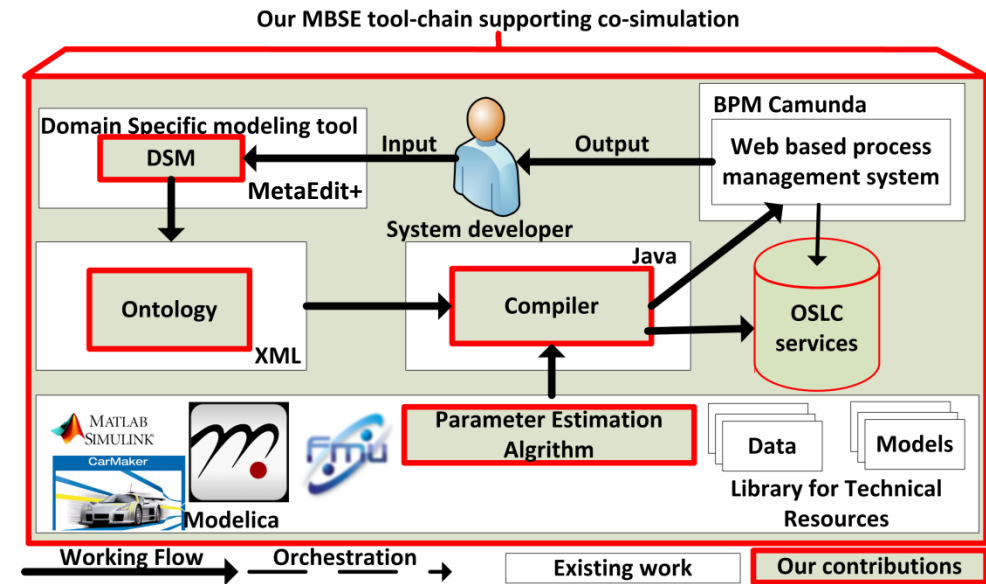 Our MBSE tool-chain supporting co-simulation
Domain Specific modeling tool
DSM
MetaEdit+
Input
Output
System developer
BPM Camunda
Web based process
management system
Ontology
XML
Java
Compiler
OSLC
services
MATLAB
SIMULINK
CarMaker
Modelica
Fmu
Parameter Estimation
Algrithm
Data
Models
Library for Technical
Resources
Working Flow
Orchestration
Existing work
Our contributions